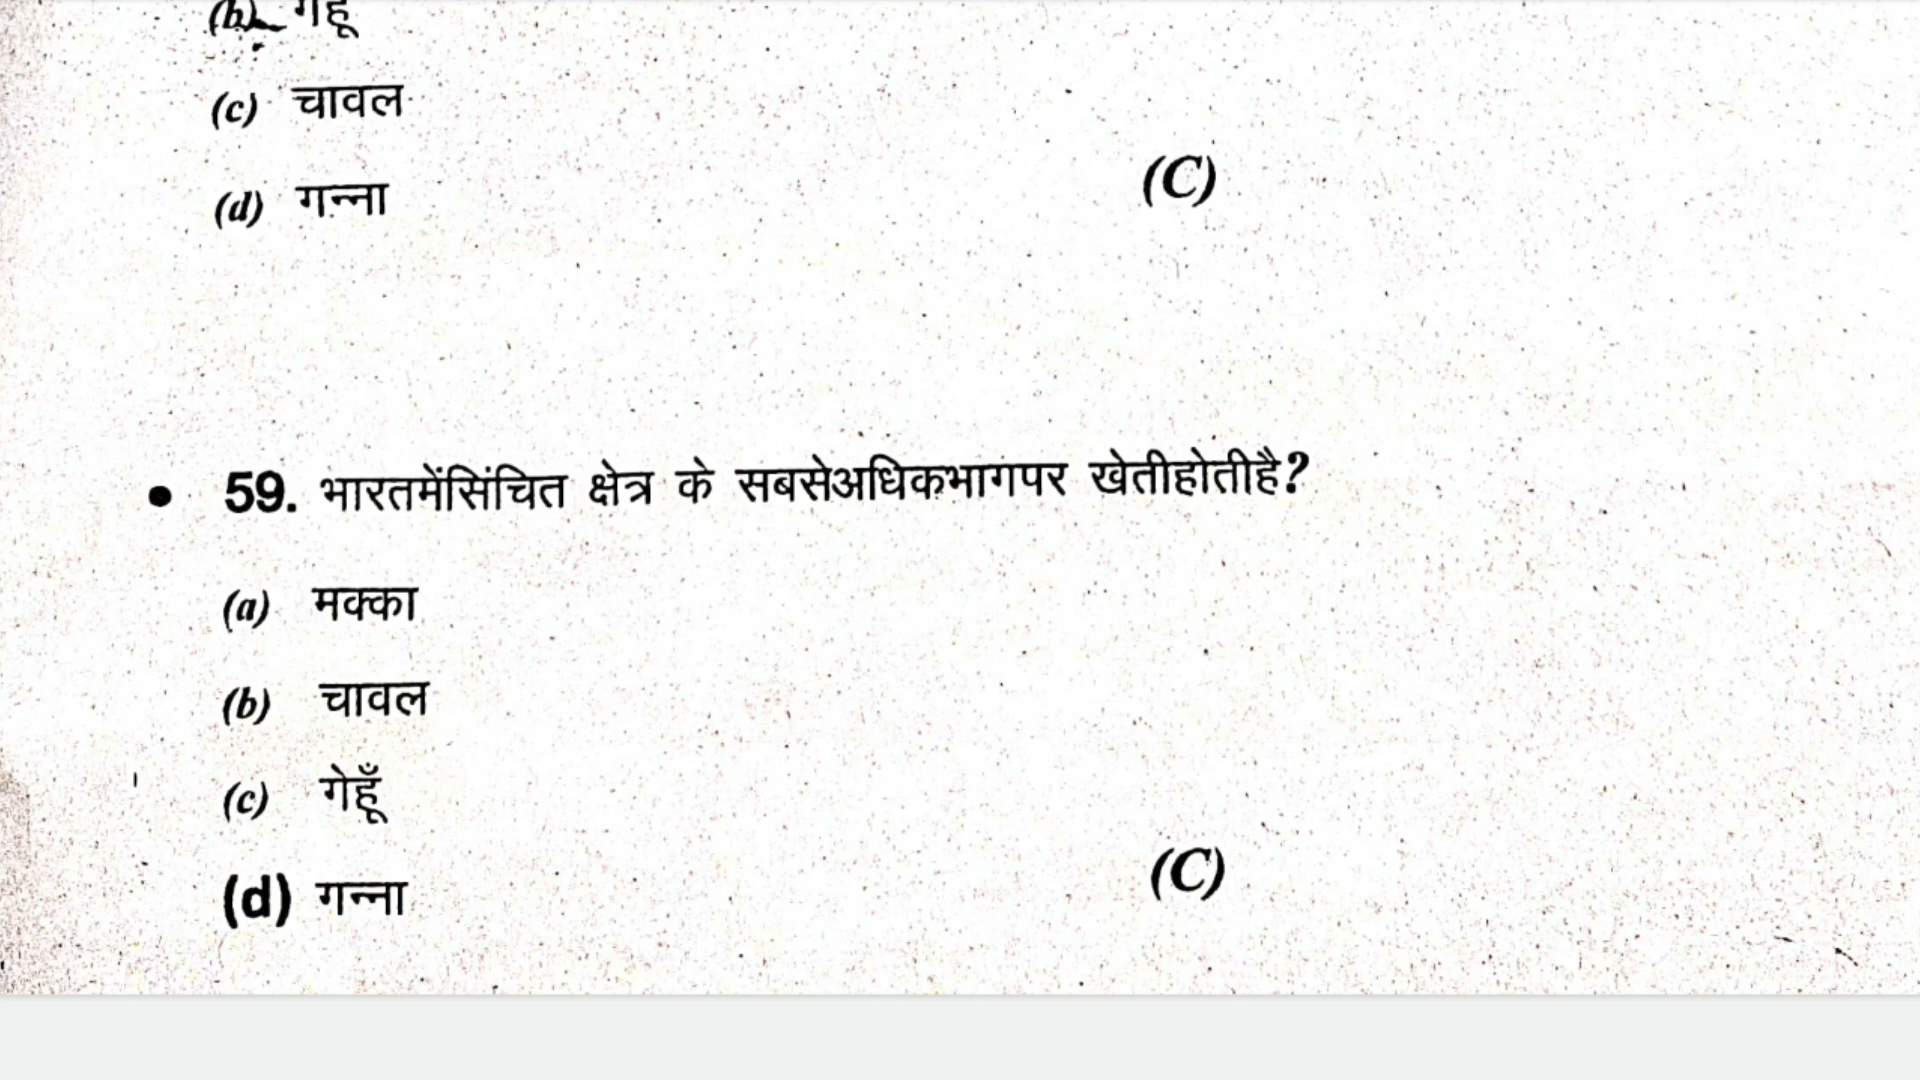 (b) गेहूँ
(c) चावल
(d) गन्ना
(C)
• 59. भारतमेंसिंचित क्षेत्र के सबसेअधिकभागपर खेतीहोतीहै?
(a) मक्का
(b) चावल
(c) गेहूँ
(d) गन्ना
(C)